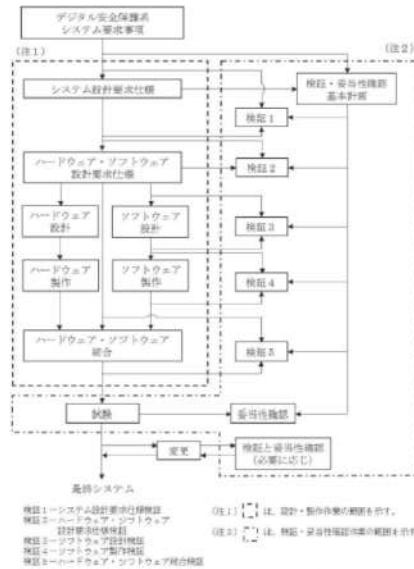 デジタル安全保護系
システム要求事項
(注1)
(注2)
システム設計要求仕様
検証・妥当性確認
基本計画
検証1
ハードウェア・ソフトウェア
設計要求仕様
検証2
ハードウェア
設計
ソフトウェア
設計
検証3
ハードウェア
製作
ソフトウェア
製作
検証4
ハードウェア・ソフトウェア
統合
検証5
試験
妥当性確認
変更
検証と妥当性確認
(必要に応じ)
最終システム
検証1-システム設計要求仕様検証
検証2-ハードウェア・ソフトウェア
設計要求仕様検証
検証3-ソフトウェア設計検証
検証4-ソフトウェア製作検証
検証5-ハードウェア・ソフトウェア統合検証
(注1) は、設計・製作作業の範囲を示す。
(注2) は、検証・妥当性確認作業の範囲を示す